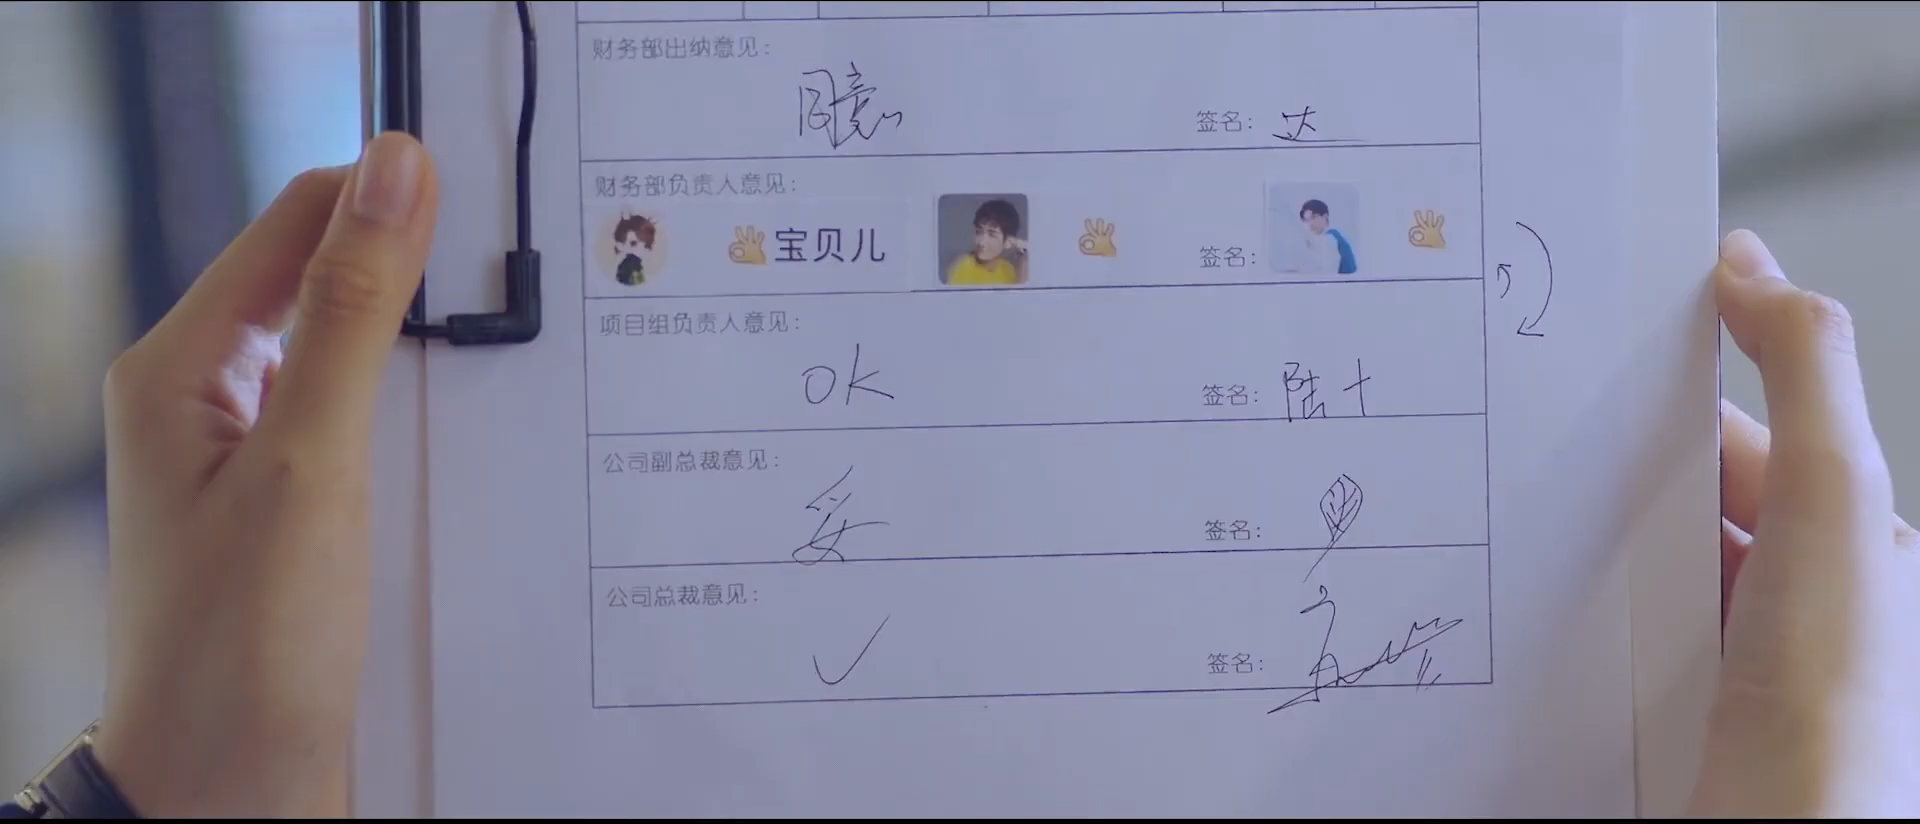 财务部出纳意见：
同意
签名：达
财务部负责人意见：
宝贝儿
签名：
项目组负责人意见：
OK
签名：陆十
公司副总裁意见：
妥
签名：
公司总裁意见：
签名：